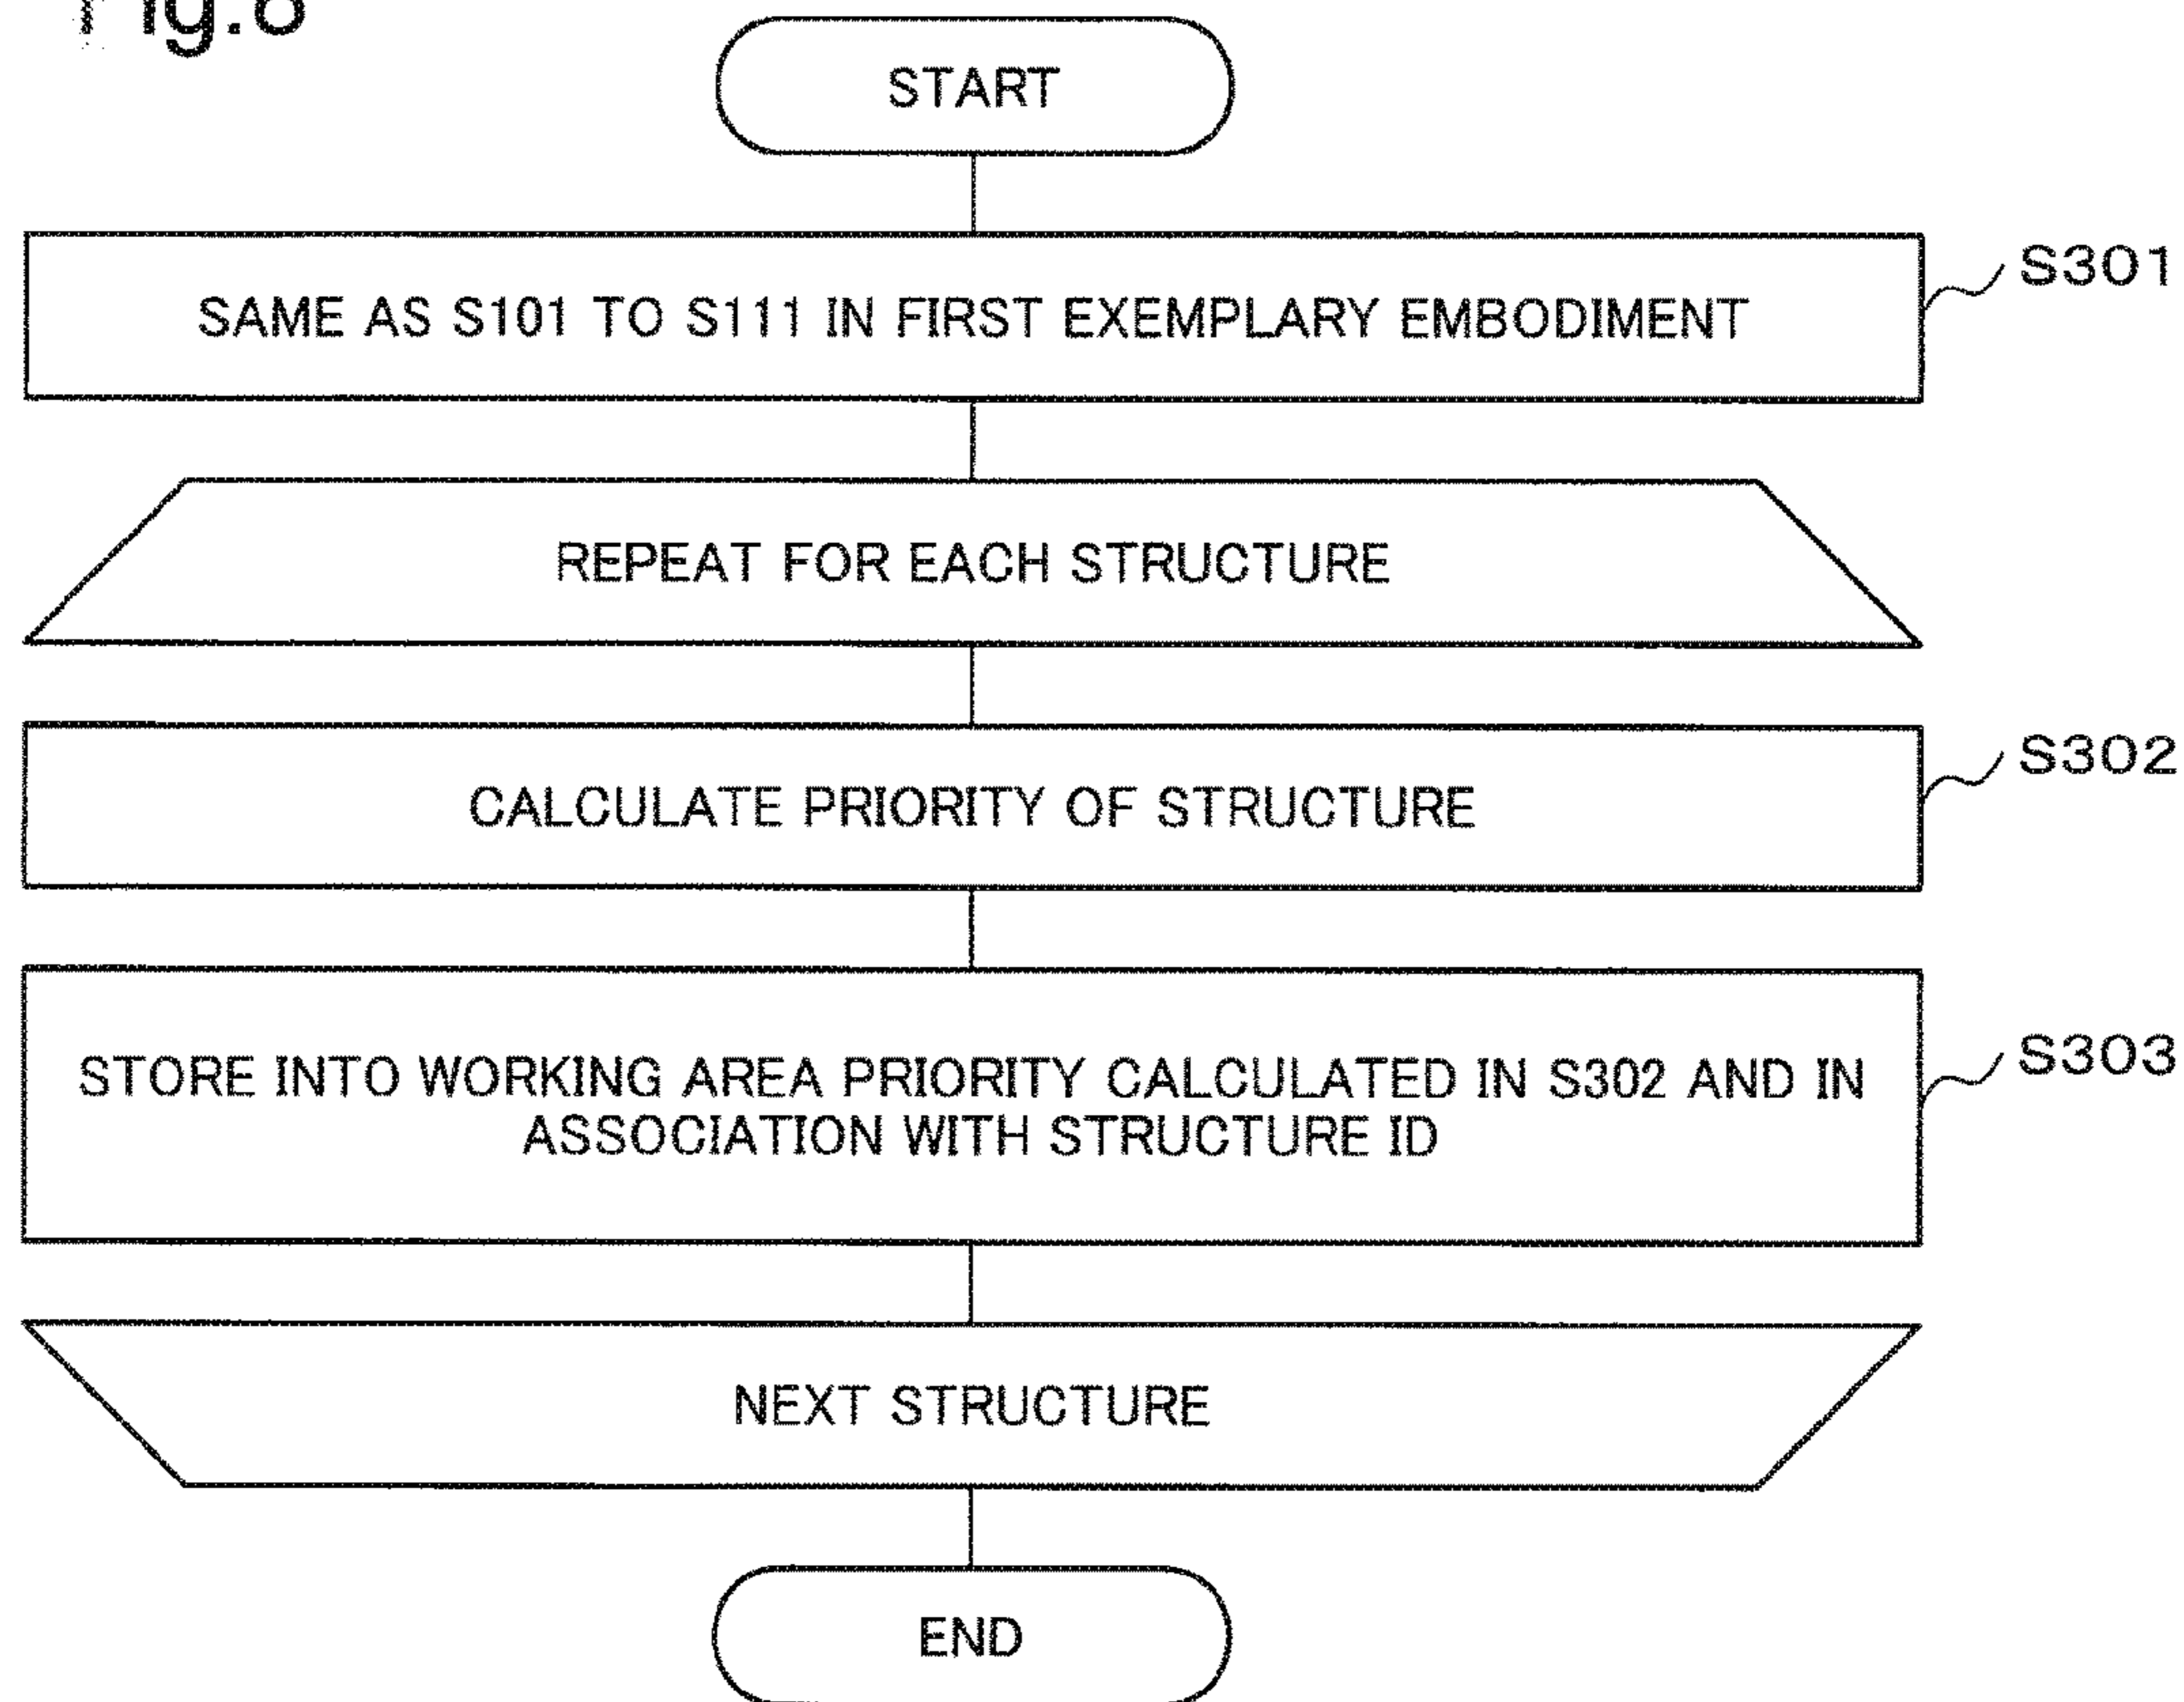 Fig.8
START
SAME AS S101 TO S111 IN FIRST EXEMPLARY EMBODIMENT
S301
REPEAT FOR EACH STRUCTURE
CALCULATE PRIORITY OF STRUCTURE
S302
STORE INTO WORKING AREA PRIORITY CALCULATED IN S302 AND IN
ASSOCIATION WITH STRUCTURE ID
S303
NEXT STRUCTURE
END